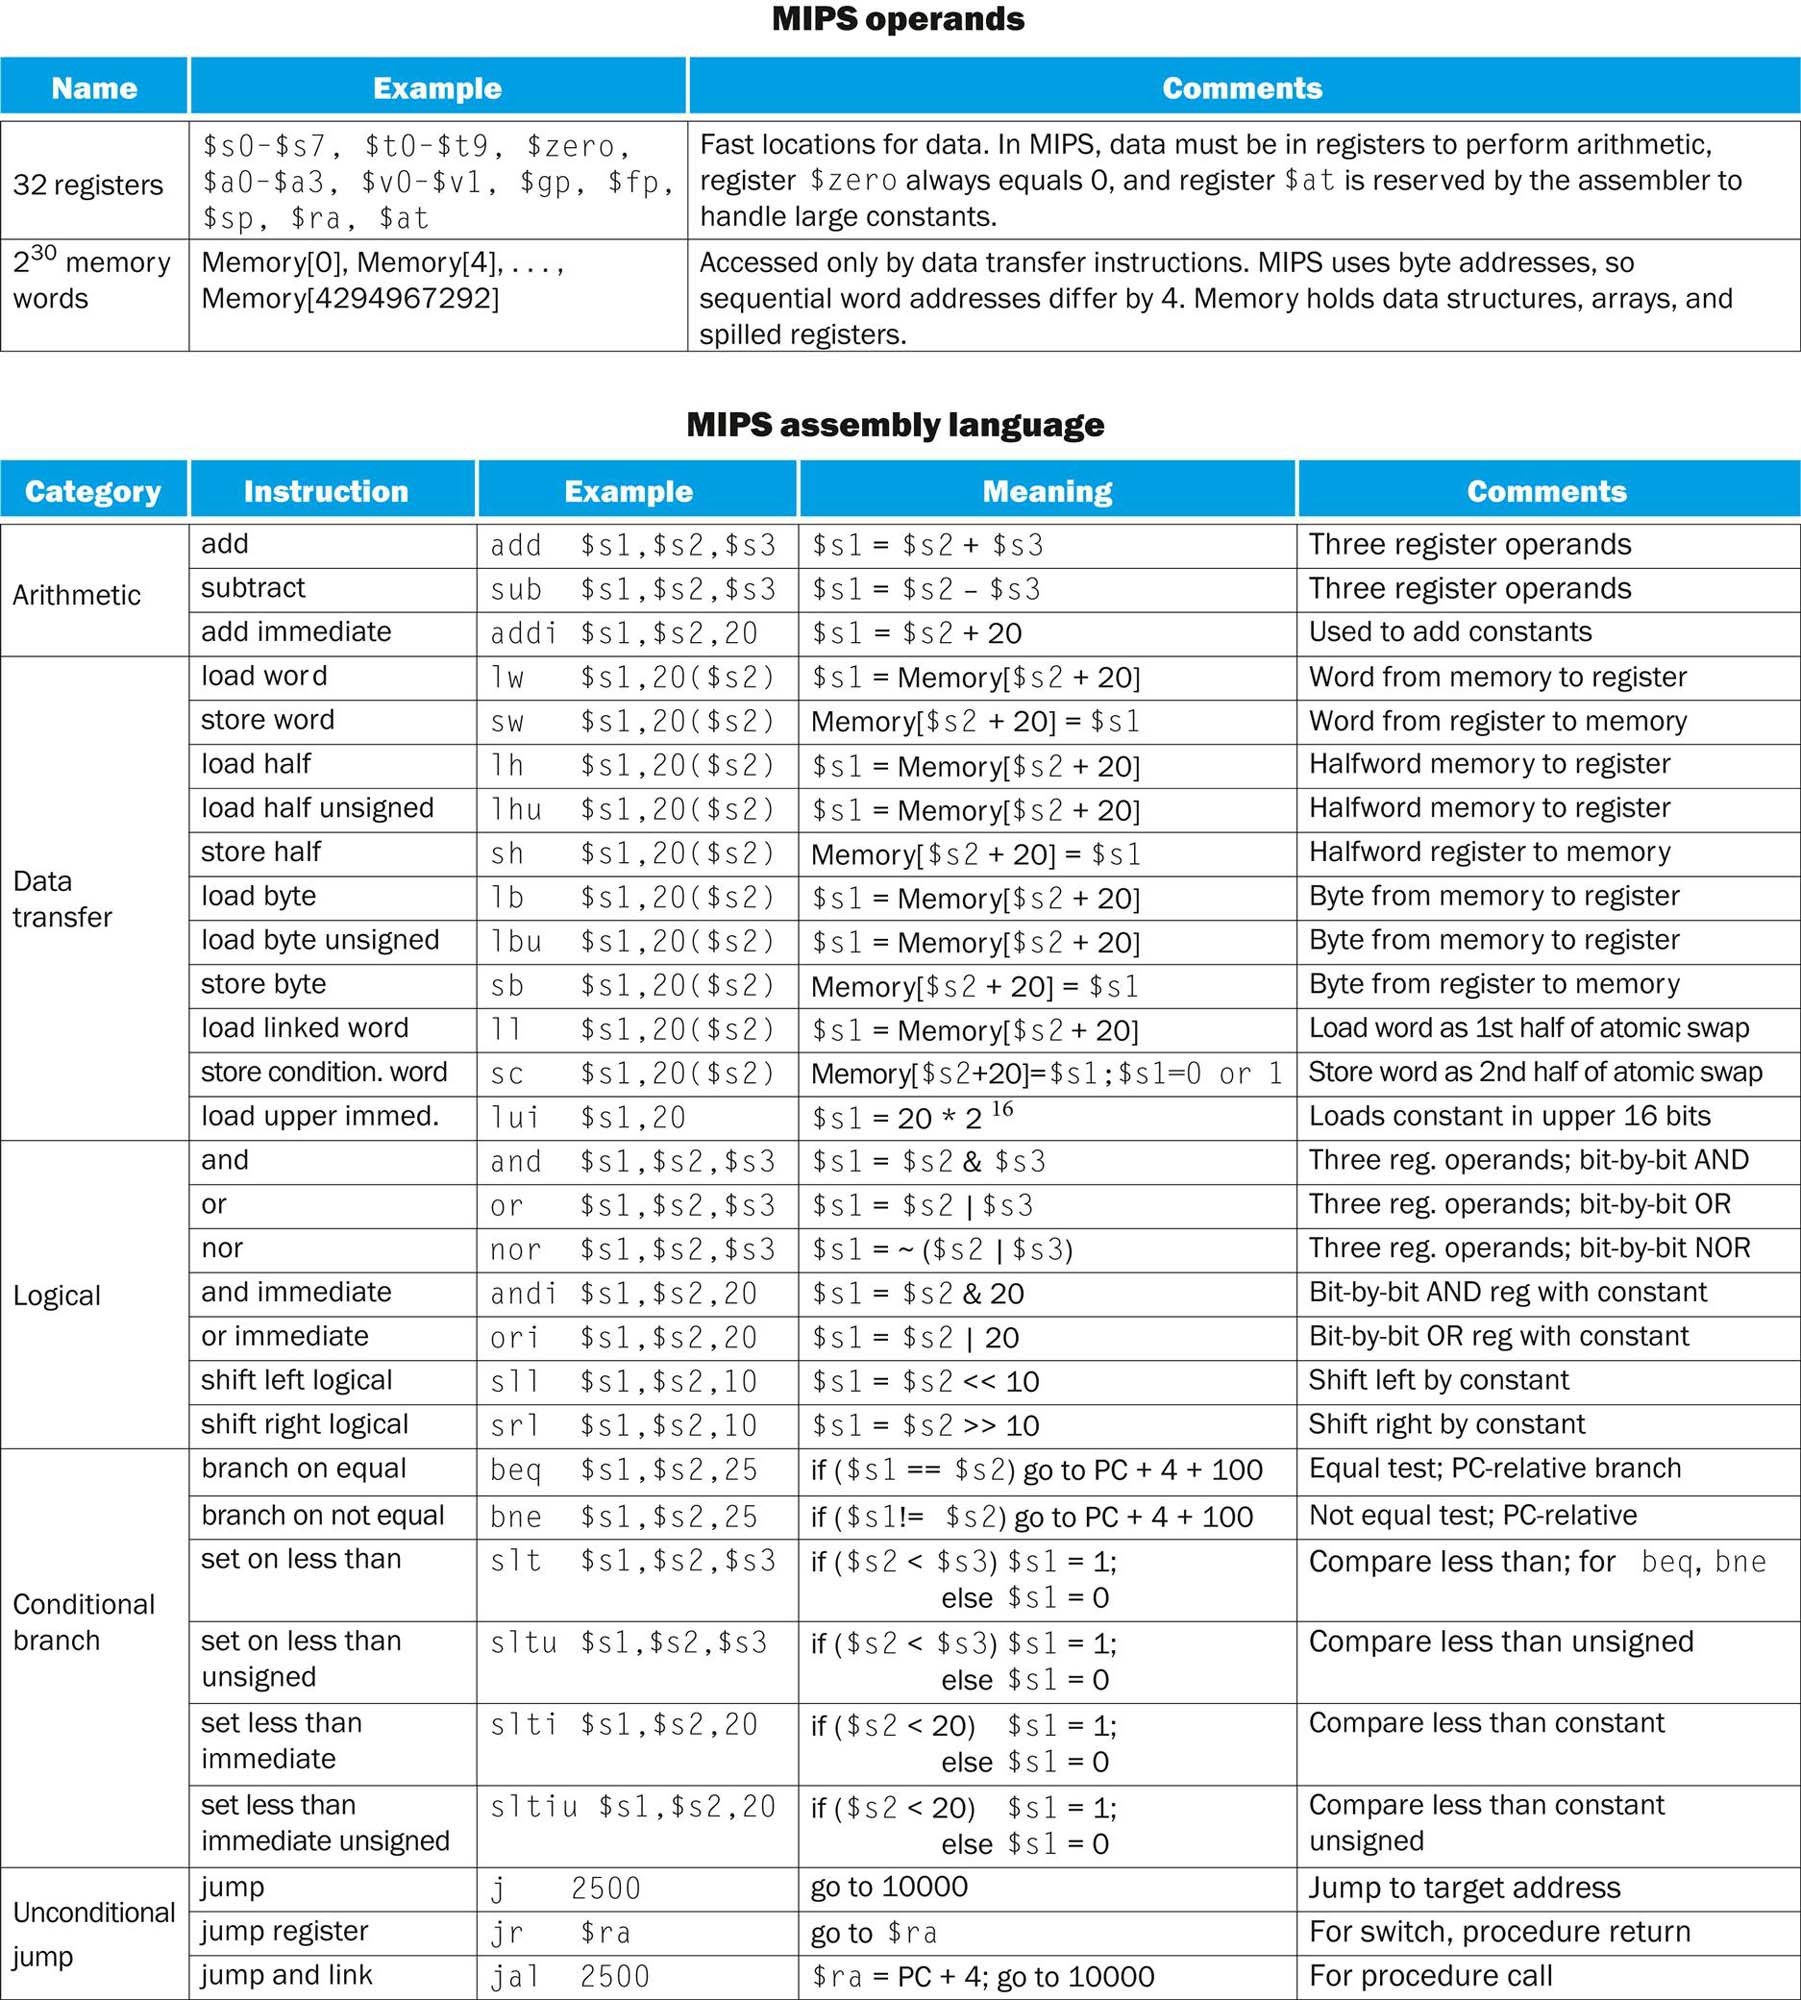 MIPS operands
Name Example Comments
32 registers
$s0–$s7, $t0–$t9, $zero,
$a0–$a3, $v0–$v1, $gp, $fp,
$sp, $ra, $at
Fast locations for data. In MIPS, data must be in registers to perform arithmetic,
register $zero always equals 0, and register $at is reserved by the assembler to
handle large constants.
2^30 memory
words
Memory[0], Memory[4], . . . ,
Memory[4294967292]
Accessed only by data transfer instructions. MIPS uses byte addresses, so
sequential word addresses differ by 4. Memory holds data structures, arrays, and
spilled registers.
MIPS assembly language
Category Instruction Example Meaning Comments
Arithmetic
add add $s1,$s2,$s3 $s1 = $s2 + $s3 Three register operands
subtract sub $s1,$s2,$s3 $s1 = $s2 – $s3 Three register operands
add immediate addi $s1,$s2,20 $s1 = $s2 + 20 Used to add constants
Data
transfer
load word lw $s1,20($s2) $s1 = Memory[$s2 + 20] Word from memory to register
store word sw $s1,20($s2) Memory[$s2 + 20] = $s1 Word from register to memory
load half lh $s1,20($s2) $s1 = Memory[$s2 + 20] Halfword memory to register
load half unsigned lhu $s1,20($s2) $s1 = Memory[$s2 + 20] Halfword memory to register
store half sh $s1,20($s2) Memory[$s2 + 20] = $s1 Halfword register to memory
load byte lb $s1,20($s2) $s1 = Memory[$s2 + 20] Byte from memory to register
load byte unsigned lbu $s1,20($s2) $s1 = Memory[$s2 + 20] Byte from memory to register
store byte sb $s1,20($s2) Memory[$s2 + 20] = $s1 Byte from register to memory
load linked word ll $s1,20($s2) $s1 = Memory[$s2 + 20] Load word as 1st half of atomic swap
store condition. word sc $s1,20($s2) Memory[$s2+20]=$s1;$s1=0 or 1 Store word as 2nd half of atomic swap
load upper immed. lui $s1,20 $s1 = 20 * 2^16 Loads constant in upper 16 bits
Logical
and and $s1,$s2,$s3 $s1 = $s2 & $s3 Three reg. operands; bit-by-bit AND
or or $s1,$s2,$s3 $s1 = $s2 | $s3 Three reg. operands; bit-by-bit OR
nor nor $s1,$s2,$s3 $s1 = ~ ($s2 | $s3) Three reg. operands; bit-by-bit NOR
and immediate andi $s1,$s2,20 $s1 = $s2 & 20 Bit-by-bit AND reg with constant
or immediate ori $s1,$s2,20 $s1 = $s2 | 20 Bit-by-bit OR reg with constant
shift left logical sll $s1,$s2,10 $s1 = $s2 << 10 Shift left by constant
shift right logical srl $s1,$s2,10 $s1 = $s2 >> 10 Shift right by constant
Conditional
branch
branch on equal beq $s1,$s2,25 if ($s1 == $s2) go to PC + 4 + 100 Equal test; PC-relative branch
branch on not equal bne $s1,$s2,25 if ($s1!= $s2) go to PC + 4 + 100 Not equal test; PC-relative
set on less than slt $s1,$s2,$s3 if ($s2 < $s3) $s1 = 1; Compare less than; for beq, bne
else $s1 = 0
set on less than sltu $s1,$s2,$s3 if ($s2 < $s3) $s1 = 1; Compare less than unsigned
unsigned else $s1 = 0
set less than slti $s1,$s2,20 if ($s2 < 20) $s1 = 1; Compare less than constant
immediate else $s1 = 0
set less than sltiu $s1,$s2,20 if ($s2 < 20) $s1 = 1; Compare less than constant
immediate unsigned else $s1 = 0 unsigned
Unconditional
jump
jump j 2500 go to 10000 Jump to target address
jump register jr $ra go to $ra For switch, procedure return
jump and link jal 2500 $ra = PC + 4; go to 10000 For procedure call